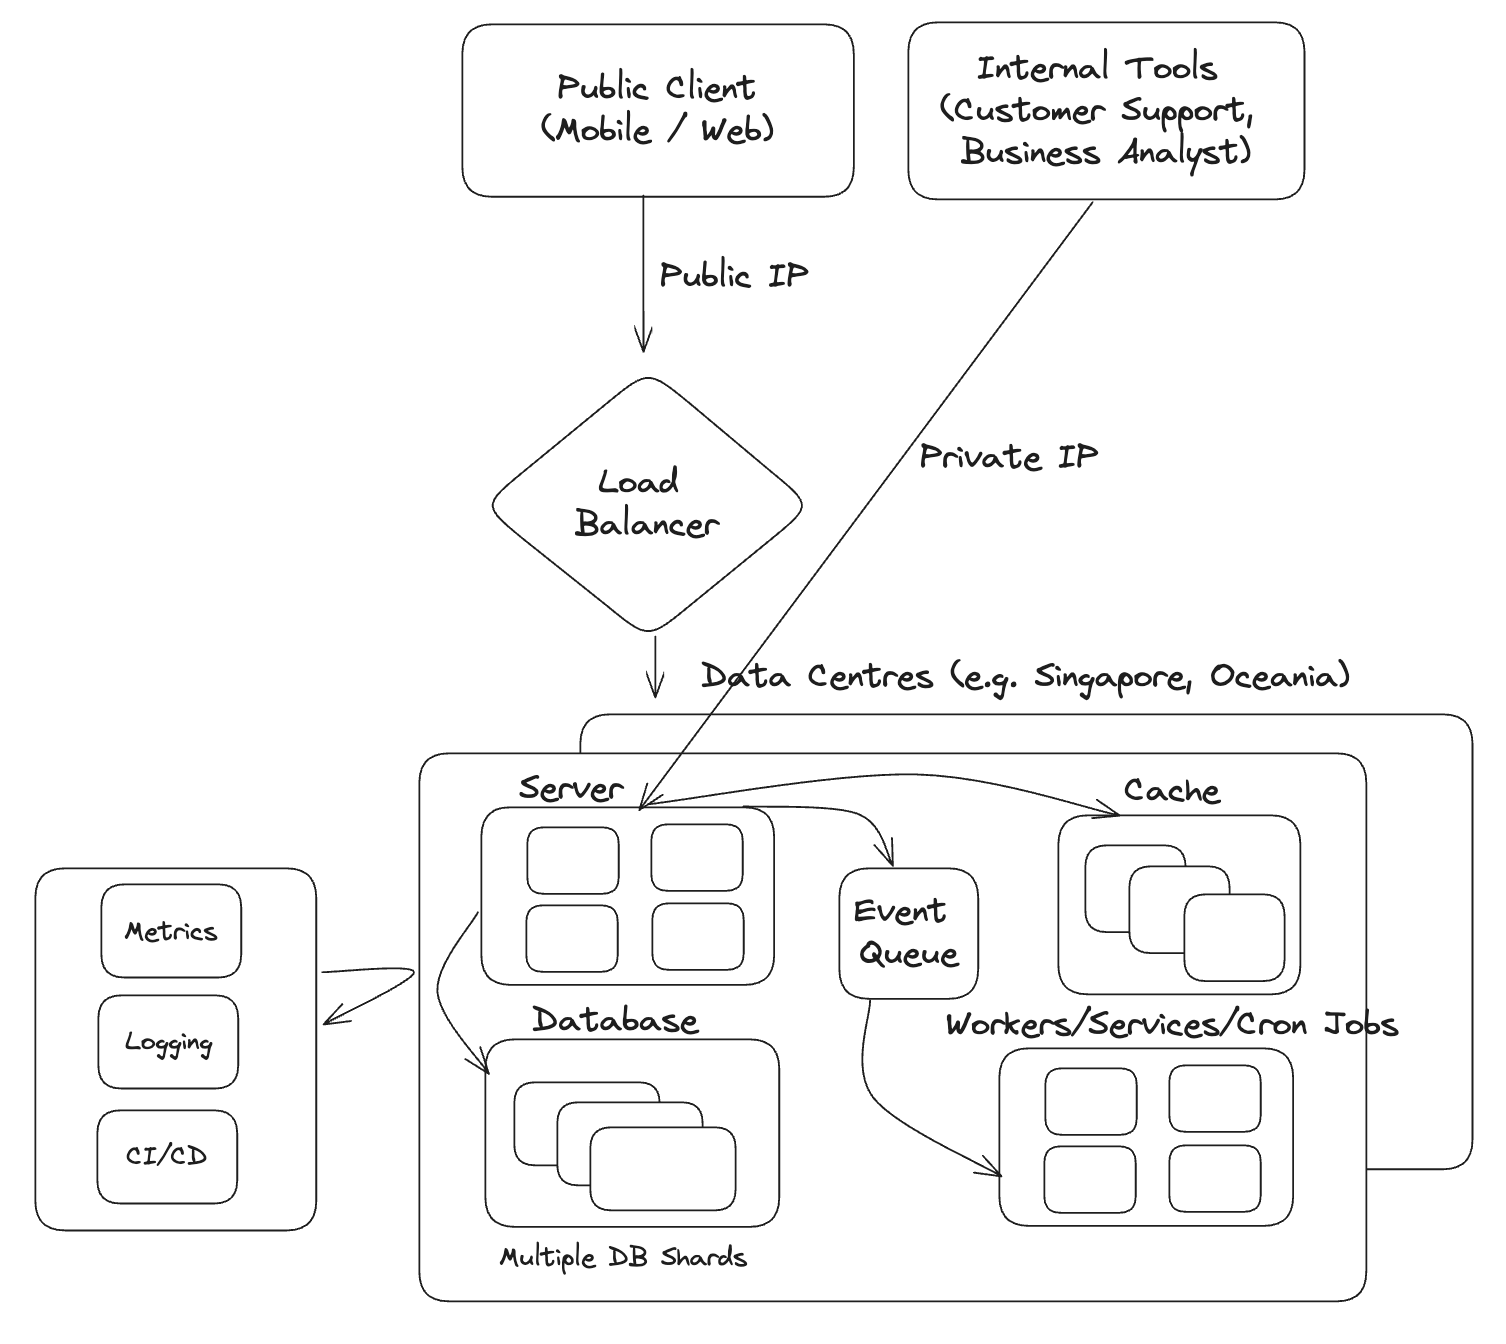 Public Client
(Mobile / Web)
Internal Tools
(Customer Support,
Business Analyst)
Public IP
Private IP
Load
Balancer
Data Centres (e.g. Singapore, Oceania)
Server
Cache
Event
Queue
Metrics
Logging
CI/CD
Database
Workers/Services/Cron Jobs
Multiple DB Shards